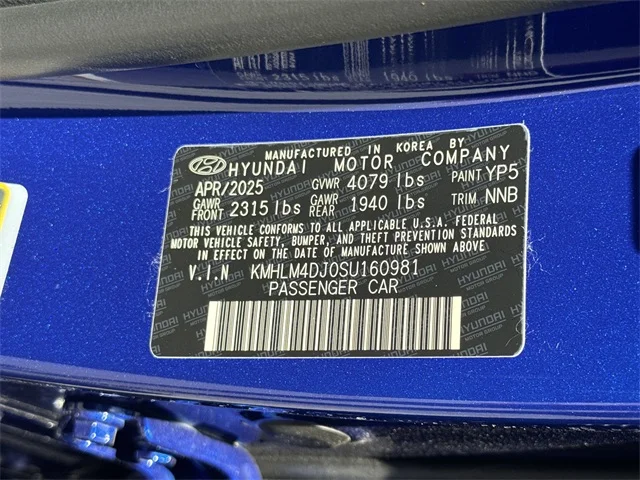 MANUFACTURED IN KOREA BY
HYUNDAI MOTOR COMPANY
APR/2025 GVWR 4079 lbs PAINT YP5
GAWR FRONT 2315 lbs GAWR REAR 1940 lbs TRIM NNB
THIS VEHICLE CONFORMS TO ALL APPLICABLE U.S.A. FEDERAL
MOTOR VEHICLE SAFETY, BUMPER, AND THEFT PREVENTION STANDARDS
IN EFFECT ON THE DATE OF MANUFACTURE SHOWN ABOVE.
V.I.N KMHLM4DJ0SU160981
PASSENGER CAR